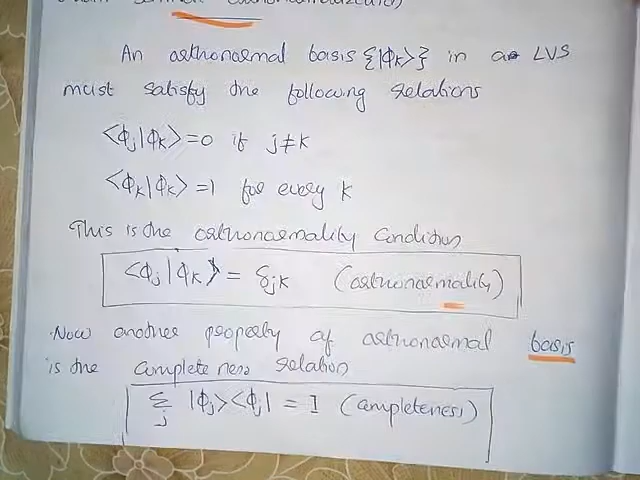 An orthonormal basis {|Φk>} in a LVS
must satisfy the following relations
<Φj|Φk> = 0 if j≠k
<Φk|Φk> = 1 for every k
This is the orthonormality condition
<Φj|Φk> = δjk (orthonormality)
Now another property of orthonormal basis
is the completeness relation
Σj |Φj><Φj| = I (completeness)